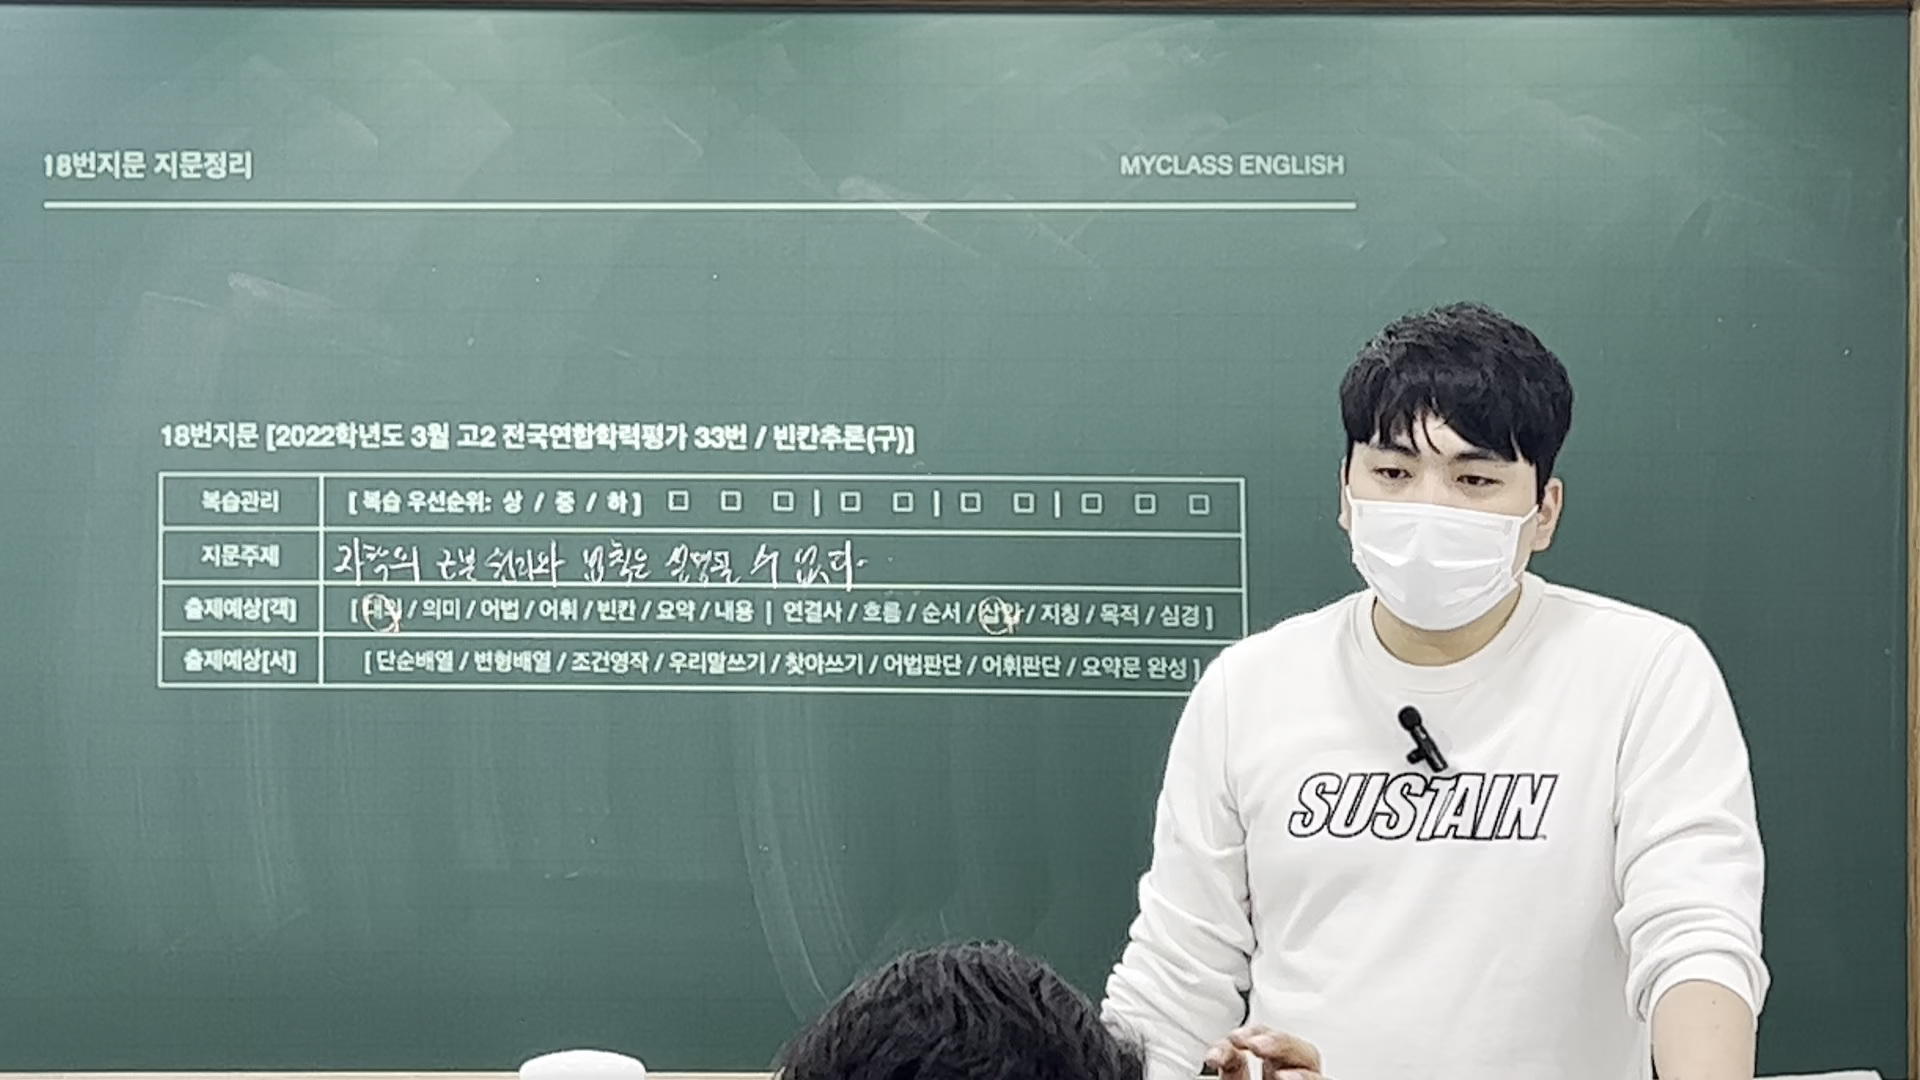 18번지문 지문정리
MYCLASS ENGLISH
18번지문 [2022학년도 3월 고2 전국연합학력평가 33번 / 빈칸추론(구)]
복습관리 [ 복습 우선순위: 상 / 중 / 하 ] □ □ □ | □ □ | □ □ | □ □ □
지문주제 과학의 근본 원리와 법칙은 설명될 수 없다.
출제예상[객] [ 대의 / 의미 / 어법 / 어휘 / 빈칸 / 요약 / 내용 | 연결사 / 흐름 / 순서 / 삽입 / 지칭 / 목적 / 심경 ]
출제예상[서] [ 단순배열 / 변형배열 / 조건영작 / 우리말쓰기 / 찾아쓰기 / 어법판단 / 어휘판단 / 요약문 완성 ]
SUSTAIN